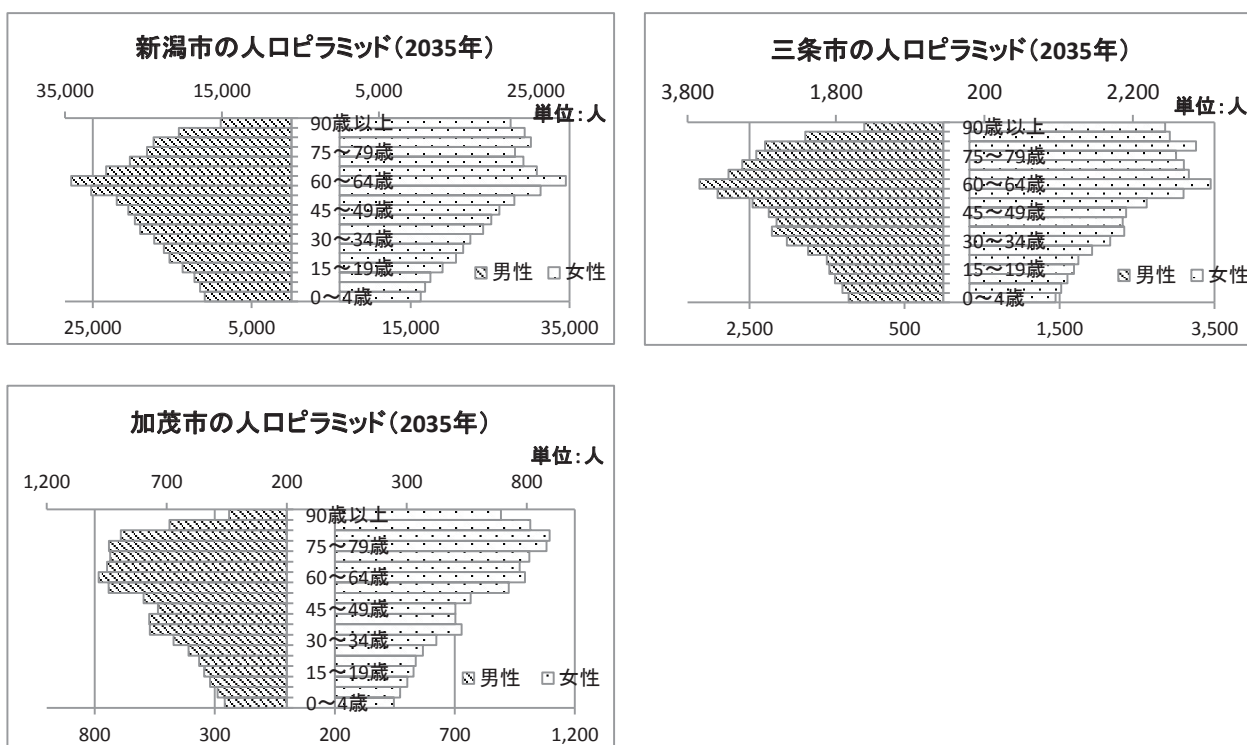 新潟市の人口ピラミッド（2035年）
35,000 15,000 5,000 25,000
単位：人
90歳以上
75～79歳
60～64歳
45～49歳
30～34歳
15～19歳
0～4歳
男性 女性
25,000 5,000 15,000 35,000
三条市の人口ピラミッド（2035年）
3,800 1,800 200 2,200
単位：人
90歳以上
75～79歳
60～64歳
45～49歳
30～34歳
15～19歳
0～4歳
男性 女性
2,500 500 1,500 3,500
加茂市の人口ピラミッド（2035年）
単位：人
1,200 700 200 300 800
90歳以上
75～79歳
60～64歳
45～49歳
30～34歳
15～19歳
0～4歳
男性 女性
800 300 200 700 1,200